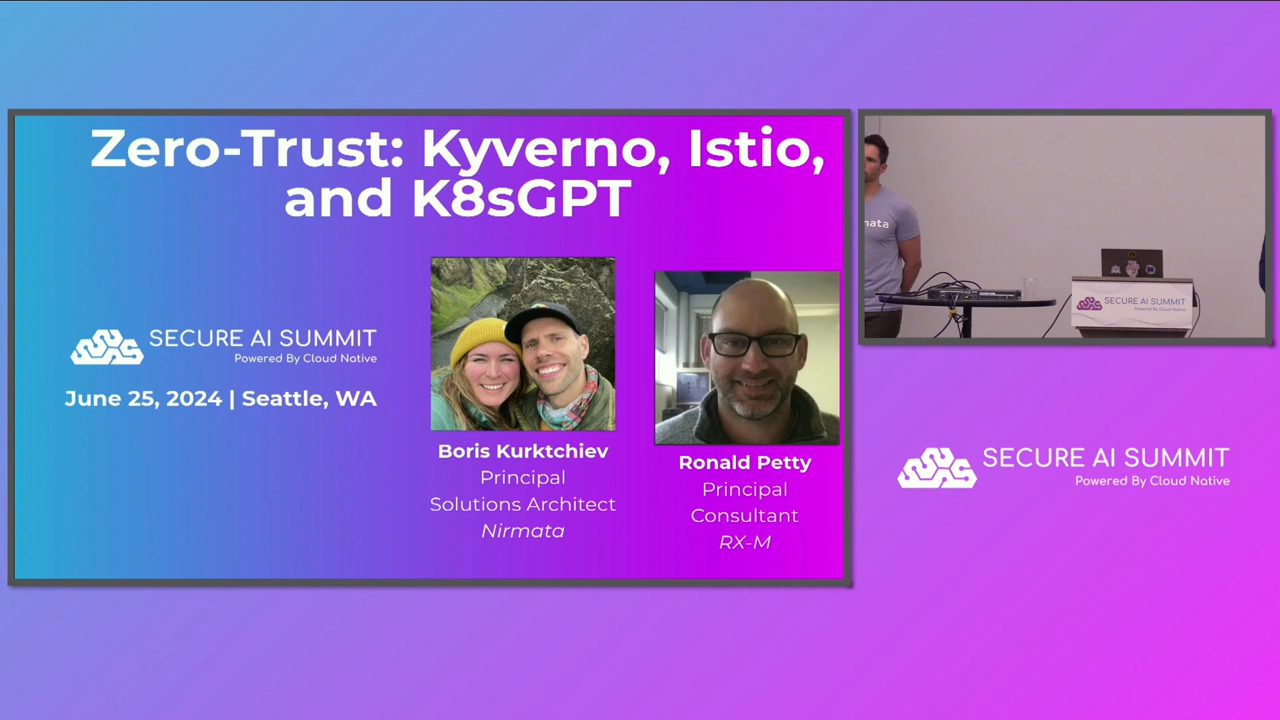 Zero-Trust: Kyverno, Istio,
and K8sGPT
SECURE AI SUMMIT
Powered By Cloud Native
June 25, 2024 | Seattle, WA
Boris Kurktchiev
Principal
Solutions Architect
Nirmata
Ronald Petty
Principal
Consultant
RX-M
nata
SECURE AI SUMMIT
Powered By Cloud Native
SECURE AI SUMMIT
Powered By Cloud Native